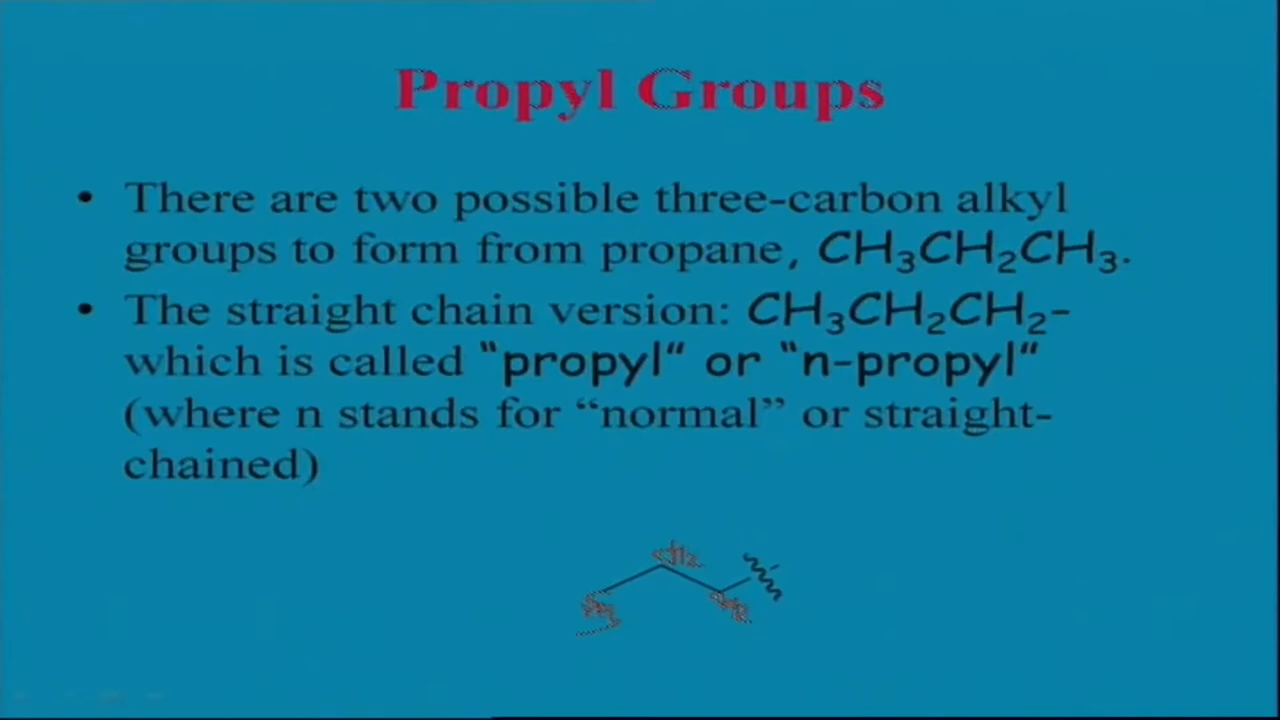 Propyl Groups
• There are two possible three-carbon alkyl
groups to form from propane, CH₃CH₂CH₃.
• The straight chain version: CH₃CH₂CH₂-
which is called "propyl" or "n-propyl"
(where n stands for “normal” or straight-
chained)